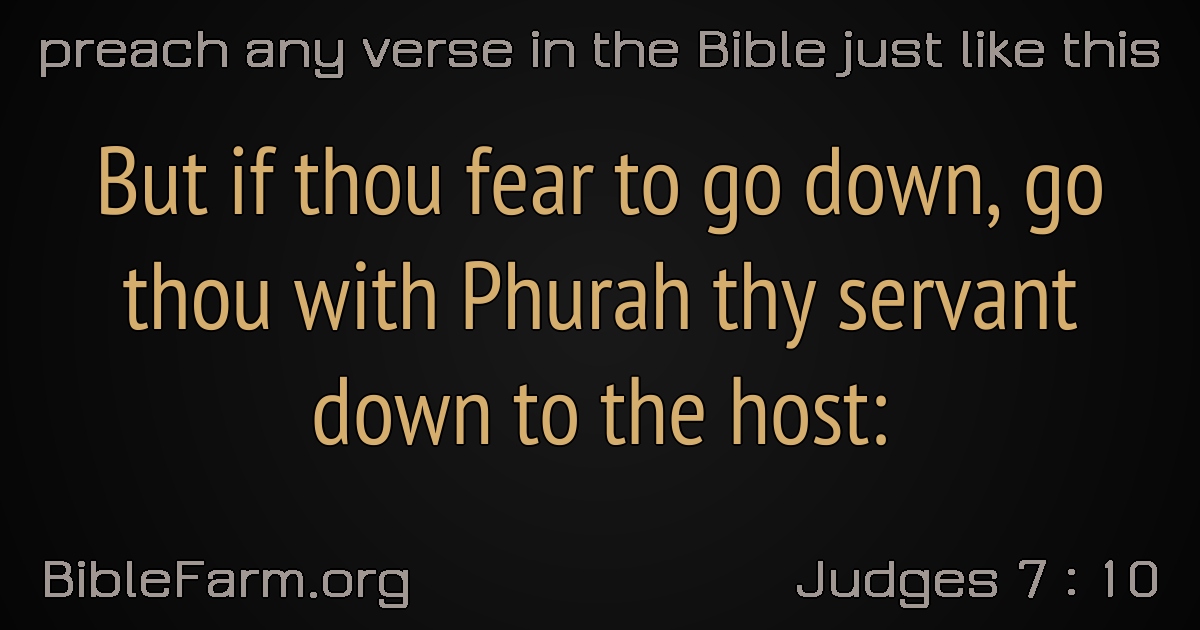 preach any verse in the Bible just like this
But if thou fear to go down, go
thou with Phurah thy servant
down to the host:
BibleFarm.org
Judges 7 : 10